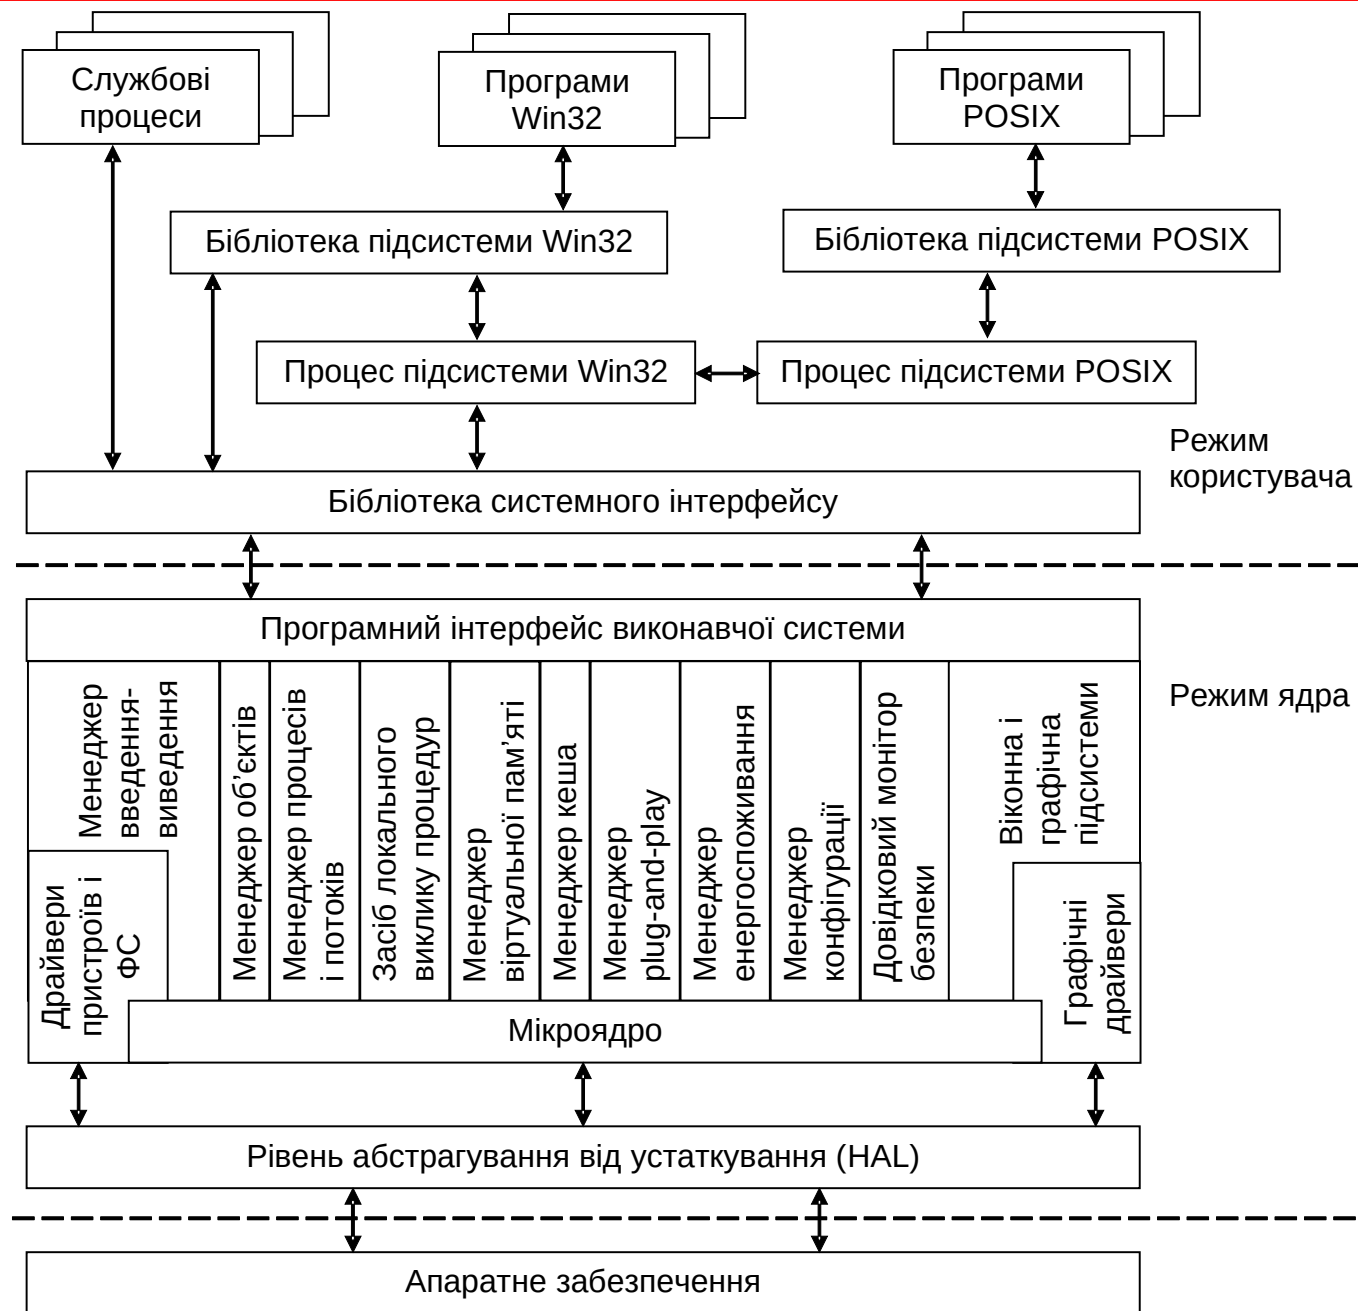 Службові
процеси
Програми
Win32
Програми
POSIX
Бібліотека підсистеми Win32
Бібліотека підсистеми POSIX
Процес підсистеми Win32
Процес підсистеми POSIX
Режим
користувача
Бібліотека системного інтерфейсу
Програмний інтерфейс виконавчої системи
Режим ядра
Менеджер
введення-
виведення
Драйвери
пристроїв і
ФС
Менеджер об’єктів
Менеджер процесів
і потоків
Засіб локального
виклику процедур
Менеджер
віртуальної пам’яті
Менеджер кеша
Менеджер
plug-and-play
Менеджер
енергоспоживання
Менеджер
конфігурації
Довідковий монітор
безпеки
Віконна і
графічна
підсистеми
Графічні
драйвери
Мікроядро
Рівень абстрагування від устаткування (HAL)
Апаратне забезпечення